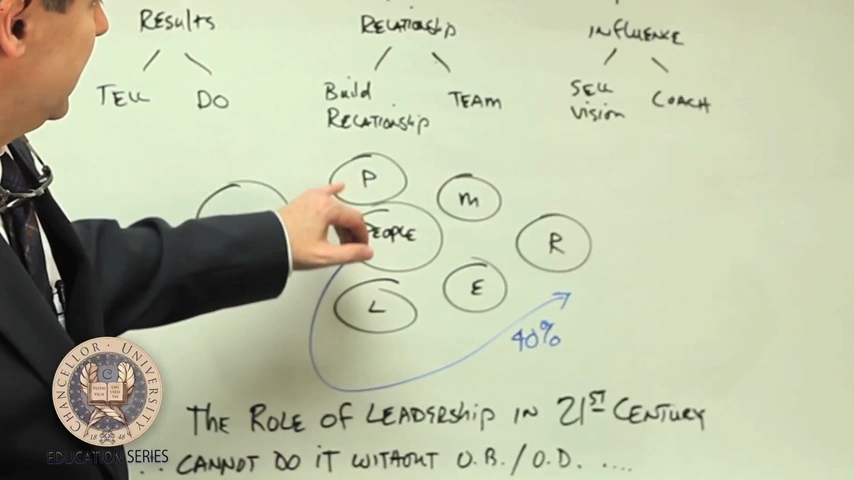 RESULTS RELATIONSHIP INFLUENCE
TELL DO Build TEAM SELL COACH
RELATIONSHIP Vision
P
M
PEOPLE
R
E
L
40%
THE ROLE OF LEADERSHIP IN 21ST CENTURY
CANNOT DO IT WITHOUT O.B./O.D. ....
CHANCELLOR UNIVERSITY
C
1848
EDUCATION SERIES